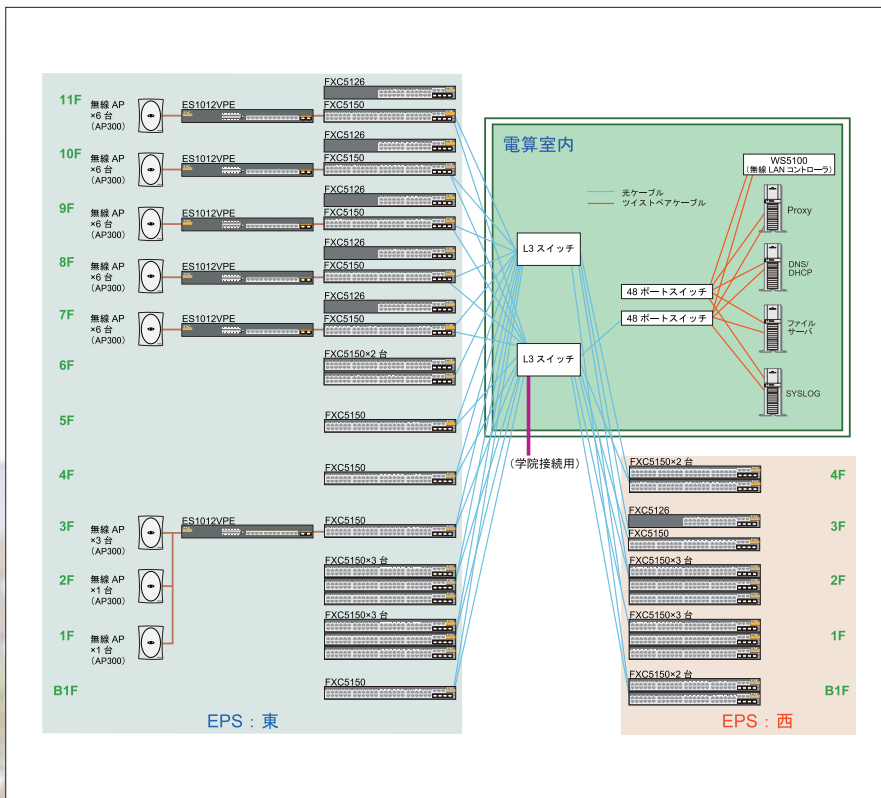 11F
無線 AP
×6 台
(AP300)
ES1012VPE
FXC5126
FXC5150
10F
無線 AP
×6 台
(AP300)
ES1012VPE
FXC5126
FXC5150
9F
無線 AP
×6 台
(AP300)
ES1012VPE
FXC5126
FXC5150
8F
無線 AP
×6 台
(AP300)
ES1012VPE
FXC5126
FXC5150
7F
無線 AP
×6 台
(AP300)
ES1012VPE
FXC5126
FXC5150
6F
FXC5150×2 台
5F
FXC5150
4F
FXC5150
3F
無線 AP
×3 台
(AP300)
ES1012VPE
FXC5150
2F
無線 AP
×1 台
(AP300)
FXC5150×3 台
1F
無線 AP
×1 台
(AP300)
FXC5150×3 台
B1F
FXC5150
EPS：東
電算室内
光ケーブル
ツイストペアケーブル
L3 スイッチ
L3 スイッチ
(学院接続用)
48 ポートスイッチ
48 ポートスイッチ
WS5100
(無線 LAN コントローラ)
Proxy
DNS/
DHCP
ファイル
サーバ
SYSLOG
FXC5150×2 台
4F
FXC5126
FXC5150
3F
FXC5150×3 台
2F
FXC5150×3 台
1F
FXC5150×2 台
B1F
EPS：西